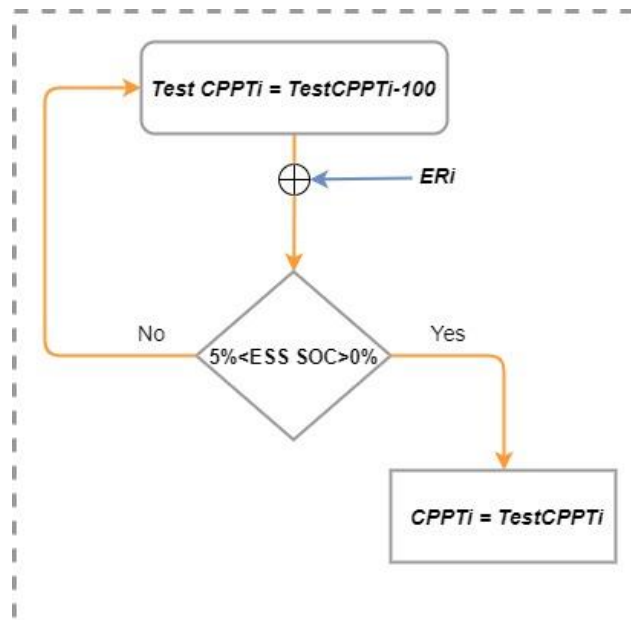 Test CPPTi = TestCPPTi-100
ERi
No
Yes
5%<ESS SOC>0%
CPPTi = TestCPPTi